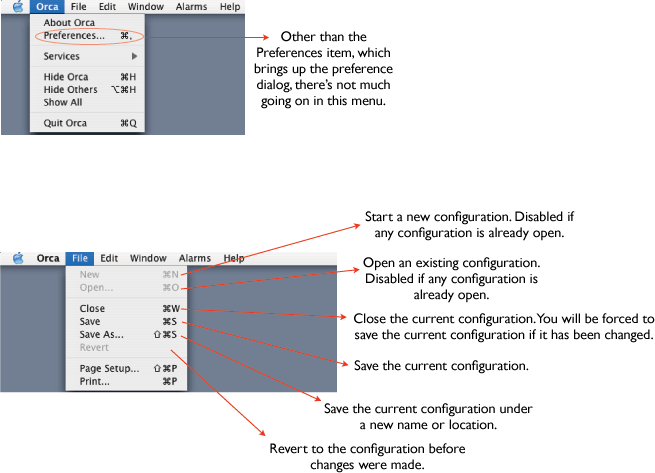 Orca File Edit Window Alarms Help
About Orca
Preferences... ⌘,
Services ▶
Hide Orca ⌘H
Hide Others ⌥⌘H
Show All
Quit Orca ⌘Q
Other than the
Preferences item, which
brings up the preference
dialog, there's not much
going on in this menu.
Orca File Edit Window Alarms Help
New ⌘N
Open... ⌘O
Close ⌘W
Save ⌘S
Save As... ⇧⌘S
Revert
Page Setup... ⇧⌘P
Print... ⌘P
Start a new configuration. Disabled if
any configuration is already open.
Open an existing configuration.
Disabled if any configuration is
already open.
Close the current configuration. You will be forced to
save the current configuration if it has been changed.
Save the current configuration.
Save the current configuration under
a new name or location.
Revert to the configuration before
changes were made.